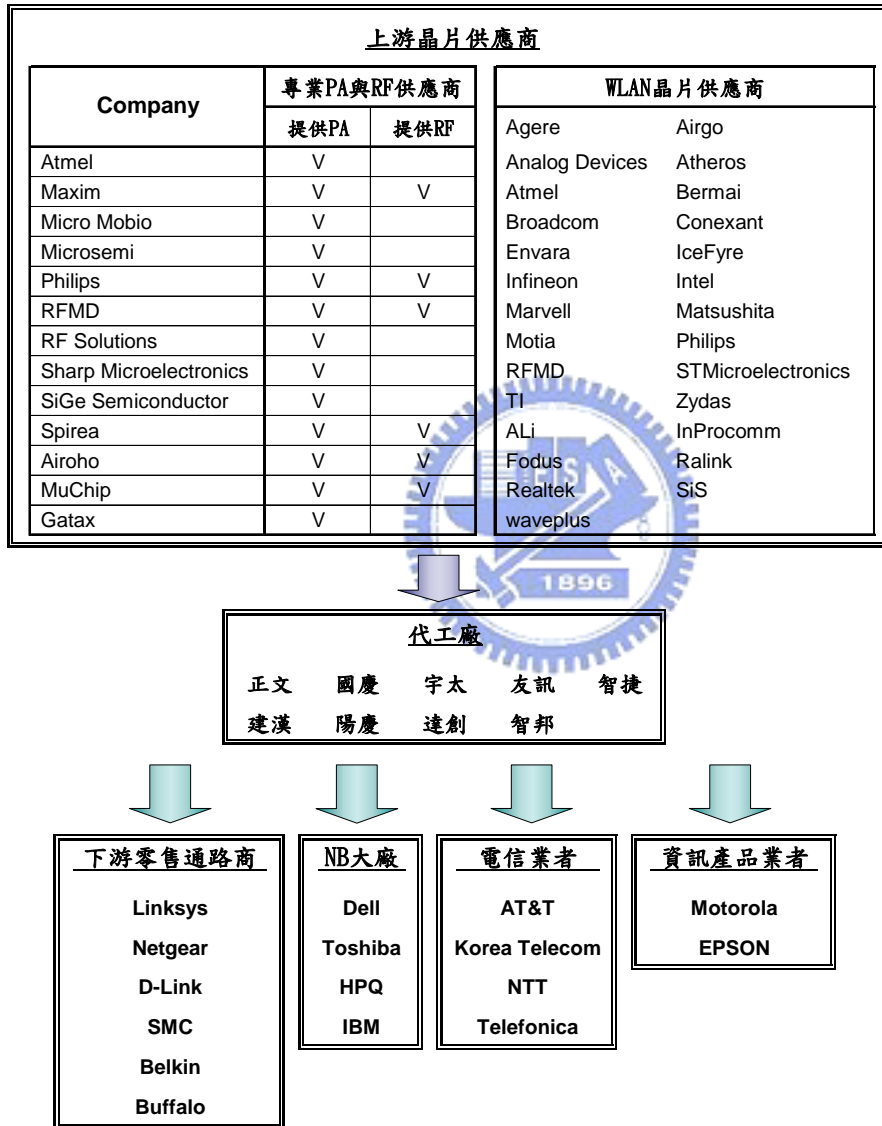 上游晶片供應商
Company 專業PA與RF供應商
提供PA 提供RF
Atmel V
Maxim V V
Micro Mobio V
Microsemi V
Philips V V
RFMD V V
RF Solutions V
Sharp Microelectronics V
SiGe Semiconductor V
Spirea V V
Airoho V V
MuChip V V
Gatax V
WLAN晶片供應商
Agere Airgo
Analog Devices Atheros
Atmel Bermai
Broadcom Conexant
Envara IceFyre
Infineon Intel
Marvell Matsushita
Motia Philips
RFMD STMicroelectronics
TI Zydas
ALi InProcomm
Fodus Ralink
Realtek SiS
waveplus
ES A
1896
代工廠
正文 國慶 宇太 友訊 智捷
建漢 陽慶 達創 智邦
下游零售通路商
Linksys
Netgear
D-Link
SMC
Belkin
Buffalo
NB大廠
Dell
Toshiba
HPQ
IBM
電信業者
AT&T
Korea Telecom
NTT
Telefonica
資訊產品業者
Motorola
EPSON